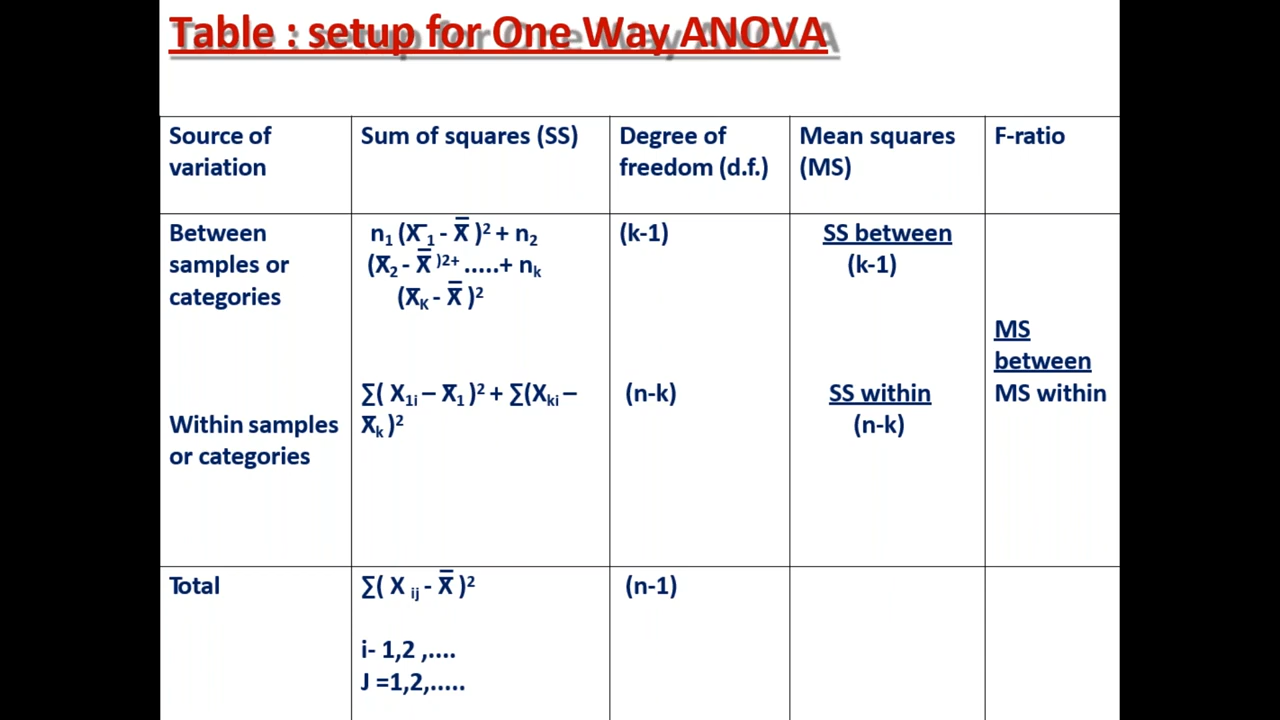 Table : setup for One Way ANOVA
Source of variation
Sum of squares (SS)
Degree of freedom (d.f.)
Mean squares (MS)
F-ratio
Between samples or categories
n₁ (X̅₁ - X̿ )² + n₂
(X̅₂ - X̿ )²⁺ .....+ nₖ
(X̅ₖ - X̿ )²
(k-1)
SS between
(k-1)
MS
between
MS within
Within samples
or categories
∑( X₁ᵢ – X̅₁ )² + ∑(Xₖᵢ –
X̅ₖ )²
(n-k)
SS within
(n-k)
Total
∑( X ᵢⱼ - X̿ )²
i- 1,2 ,....
J =1,2,.....
(n-1)